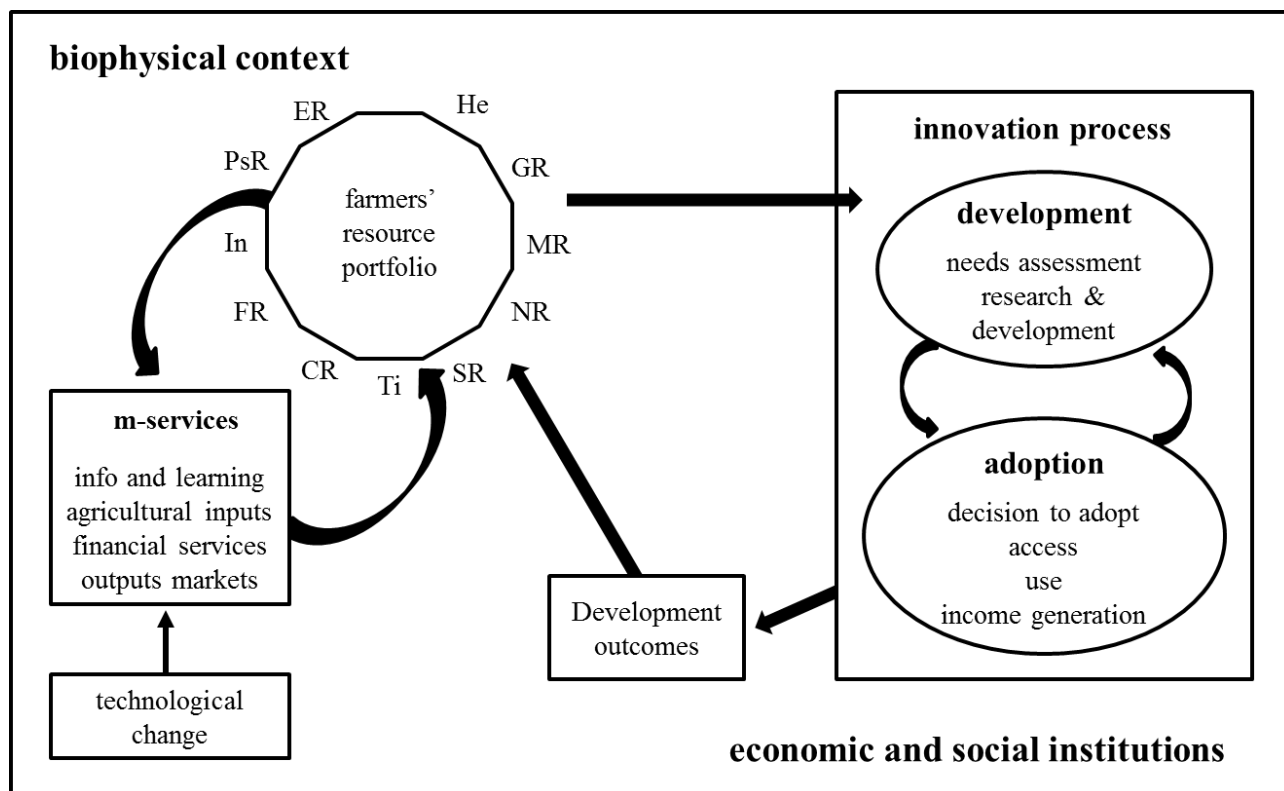 biophysical context
ER
He
PsR
GR
In
MR
FR
NR
CR
Ti
SR
farmers’
resource
portfolio
m-services
info and learning
agricultural inputs
financial services
outputs markets
technological
change
Development
outcomes
innovation process
development
needs assessment
research &
development
adoption
decision to adopt
access
use
income generation
economic and social institutions